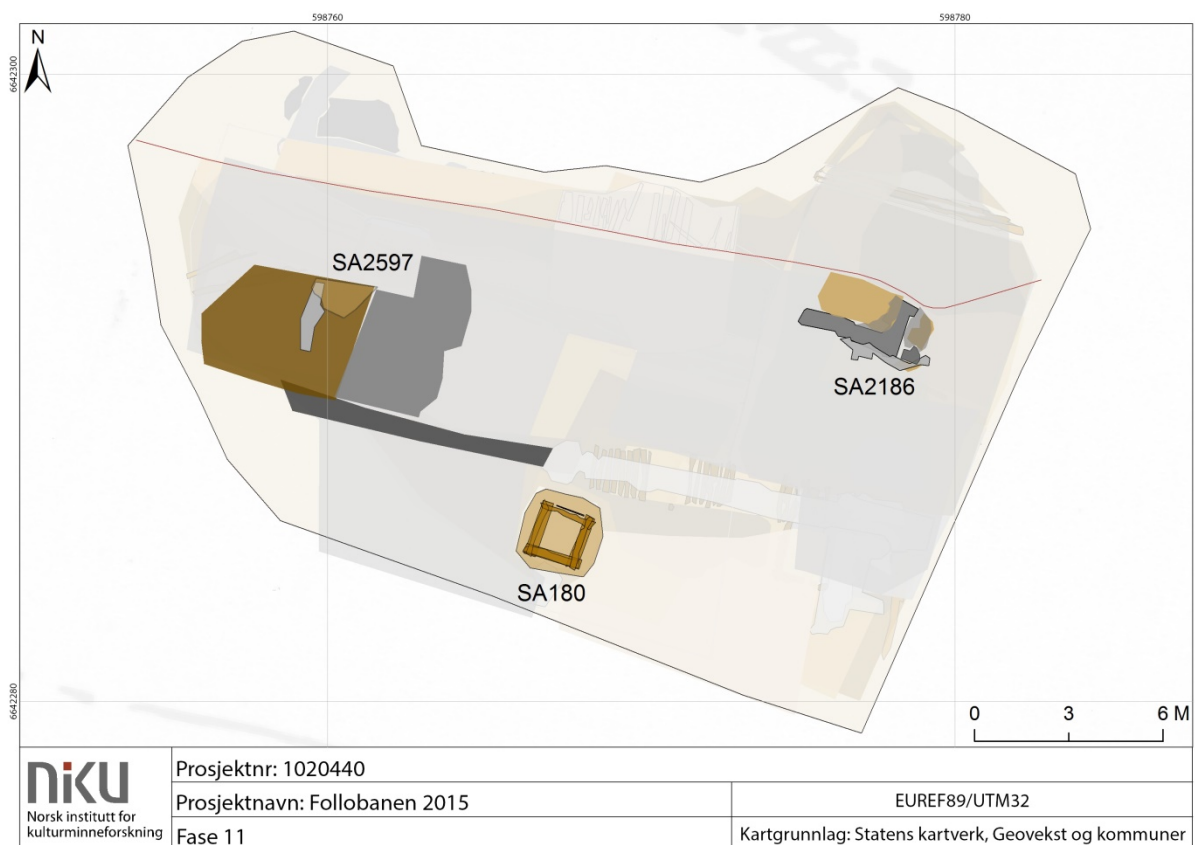 598760
598780
N
6642300
SA2597
SA2186
SA180
6642280
0 3 6 M
niku
Norsk institutt for
kulturminneforskning
Prosjektnr: 1020440
Prosjektnavn: Follobanen 2015
EUREF89/UTM32
Fase 11
Kartgrunnlag: Statens kartverk, Geovekst og kommuner